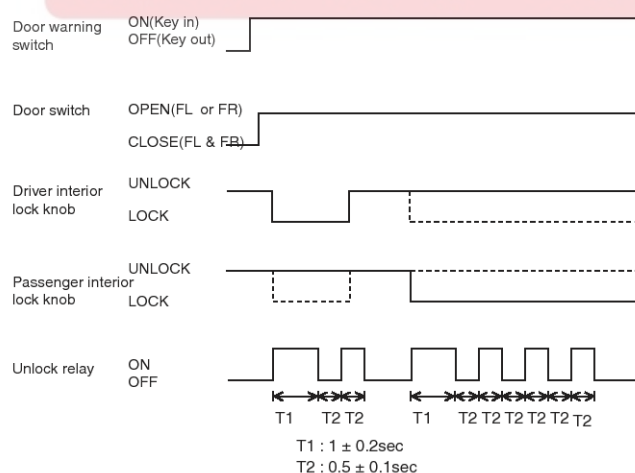 Door warning
switch
ON(Key in)
OFF(Key out)
Door switch
OPEN(FL or FR)
CLOSE(FL & FR)
Driver interior
lock knob
UNLOCK
LOCK
Passenger interior
lock knob
UNLOCK
LOCK
Unlock relay
ON
OFF
T1 T2 T2 T1 T2 T2 T2 T2 T2 T2
T1 : 1 ± 0.2sec
T2 : 0.5 ± 0.1sec